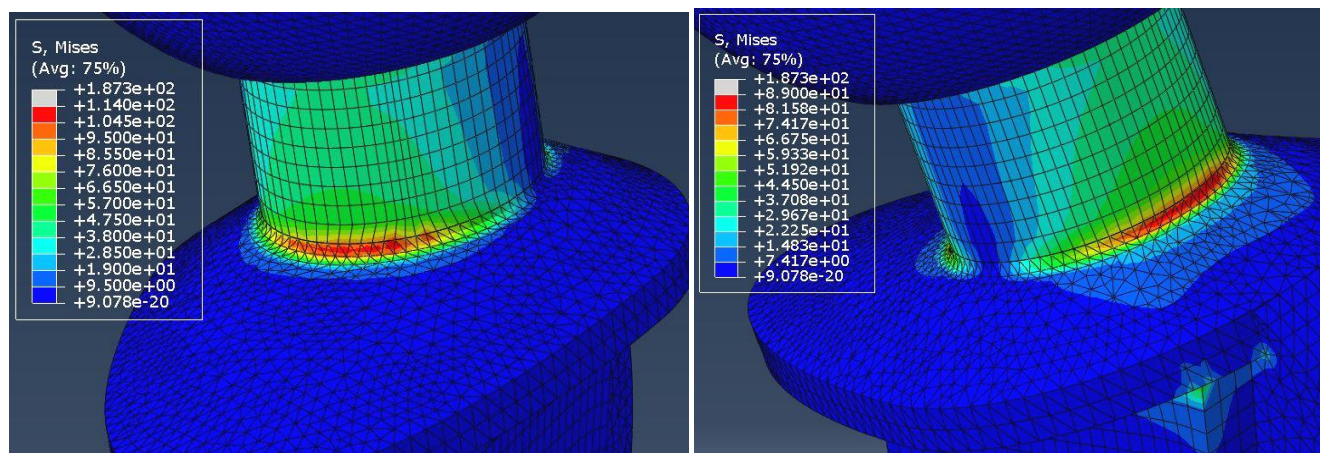 S, Mises
(Avg: 75%)
+1.873e+02
+1.140e+02
+1.045e+02
+9.500e+01
+8.550e+01
+7.600e+01
+6.650e+01
+5.700e+01
+4.750e+01
+3.800e+01
+2.850e+01
+1.900e+01
+9.500e+00
+9.078e-20
S, Mises
(Avg: 75%)
+1.873e+02
+8.900e+01
+8.158e+01
+7.417e+01
+6.675e+01
+5.933e+01
+5.192e+01
+4.450e+01
+3.708e+01
+2.967e+01
+2.225e+01
+1.483e+01
+7.417e+00
+9.078e-20